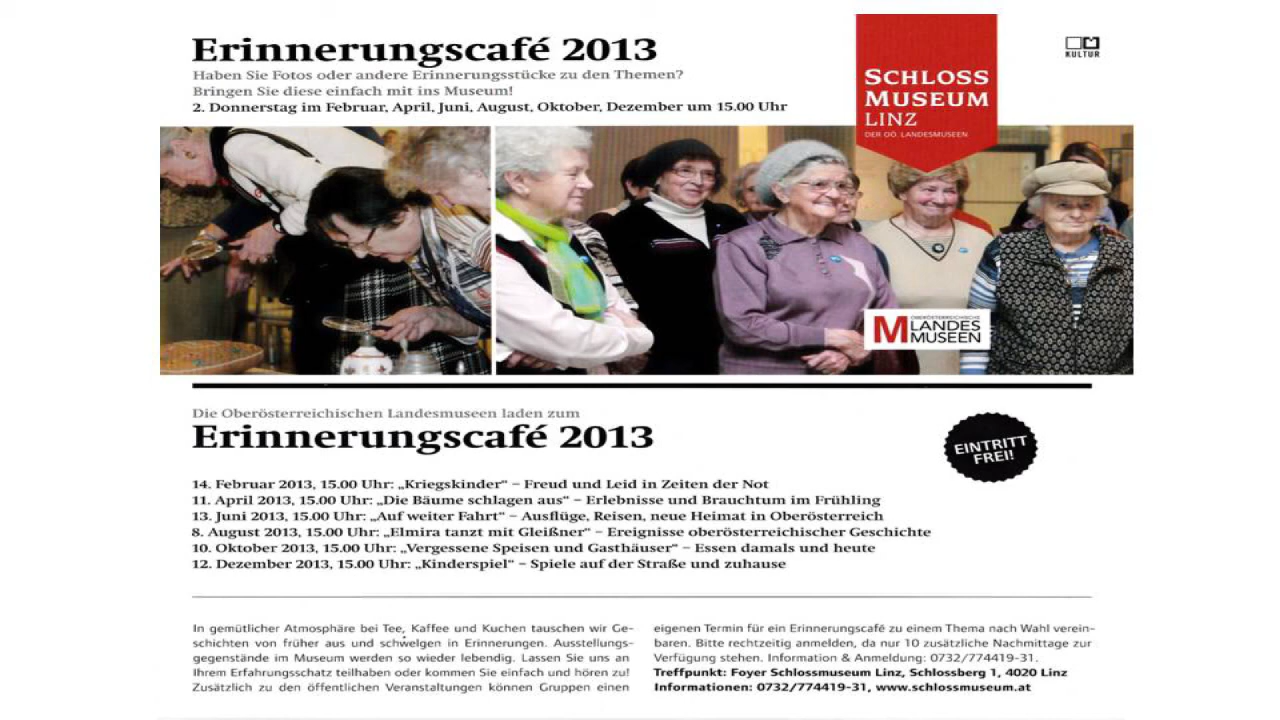 Erinnerungscafé 2013
Haben Sie Fotos oder andere Erinnerungsstücke zu den Themen?
Bringen Sie diese einfach mit ins Museum!
2. Donnerstag im Februar, April, Juni, August, Oktober, Dezember um 15.00 Uhr
SCHLOSS
MUSEUM
LINZ
DER OÖ. LANDESMUSEEN
KULTUR
OBERÖSTERREICHISCHE
M LANDES
MUSEEN
Die Oberösterreichischen Landesmuseen laden zum
Erinnerungscafé 2013
EINTRITT
FREI!
14. Februar 2013, 15.00 Uhr: „Kriegskinder“ – Freud und Leid in Zeiten der Not
11. April 2013, 15.00 Uhr: „Die Bäume schlagen aus“ – Erlebnisse und Brauchtum im Frühling
13. Juni 2013, 15.00 Uhr: „Auf weiter Fahrt“ – Ausflüge, Reisen, neue Heimat in Oberösterreich
8. August 2013, 15.00 Uhr: „Elmira tanzt mit Gleißner“ – Ereignisse oberösterreichischer Geschichte
10. Oktober 2013, 15.00 Uhr: „Vergessene Speisen und Gasthäuser“ – Essen damals und heute
12. Dezember 2013, 15.00 Uhr: „Kinderspiel“ – Spiele auf der Straße und zuhause
In gemütlicher Atmosphäre bei Tee, Kaffee und Kuchen tauschen wir Ge-
schichten von früher aus und schwelgen in Erinnerungen. Ausstellungs-
gegenstände im Museum werden so wieder lebendig. Lassen Sie uns an
Ihrem Erfahrungsschatz teilhaben oder kommen Sie einfach und hören zu!
Zusätzlich zu den öffentlichen Veranstaltungen können Gruppen einen
eigenen Termin für ein Erinnerungscafé zu einem Thema nach Wahl verein-
baren. Bitte rechtzeitig anmelden, da nur 10 zusätzliche Nachmittage zur
Verfügung stehen. Information & Anmeldung: 0732/774419-31.
Treffpunkt: Foyer Schlossmuseum Linz, Schlossberg 1, 4020 Linz
Informationen: 0732/774419-31, www.schlossmuseum.at